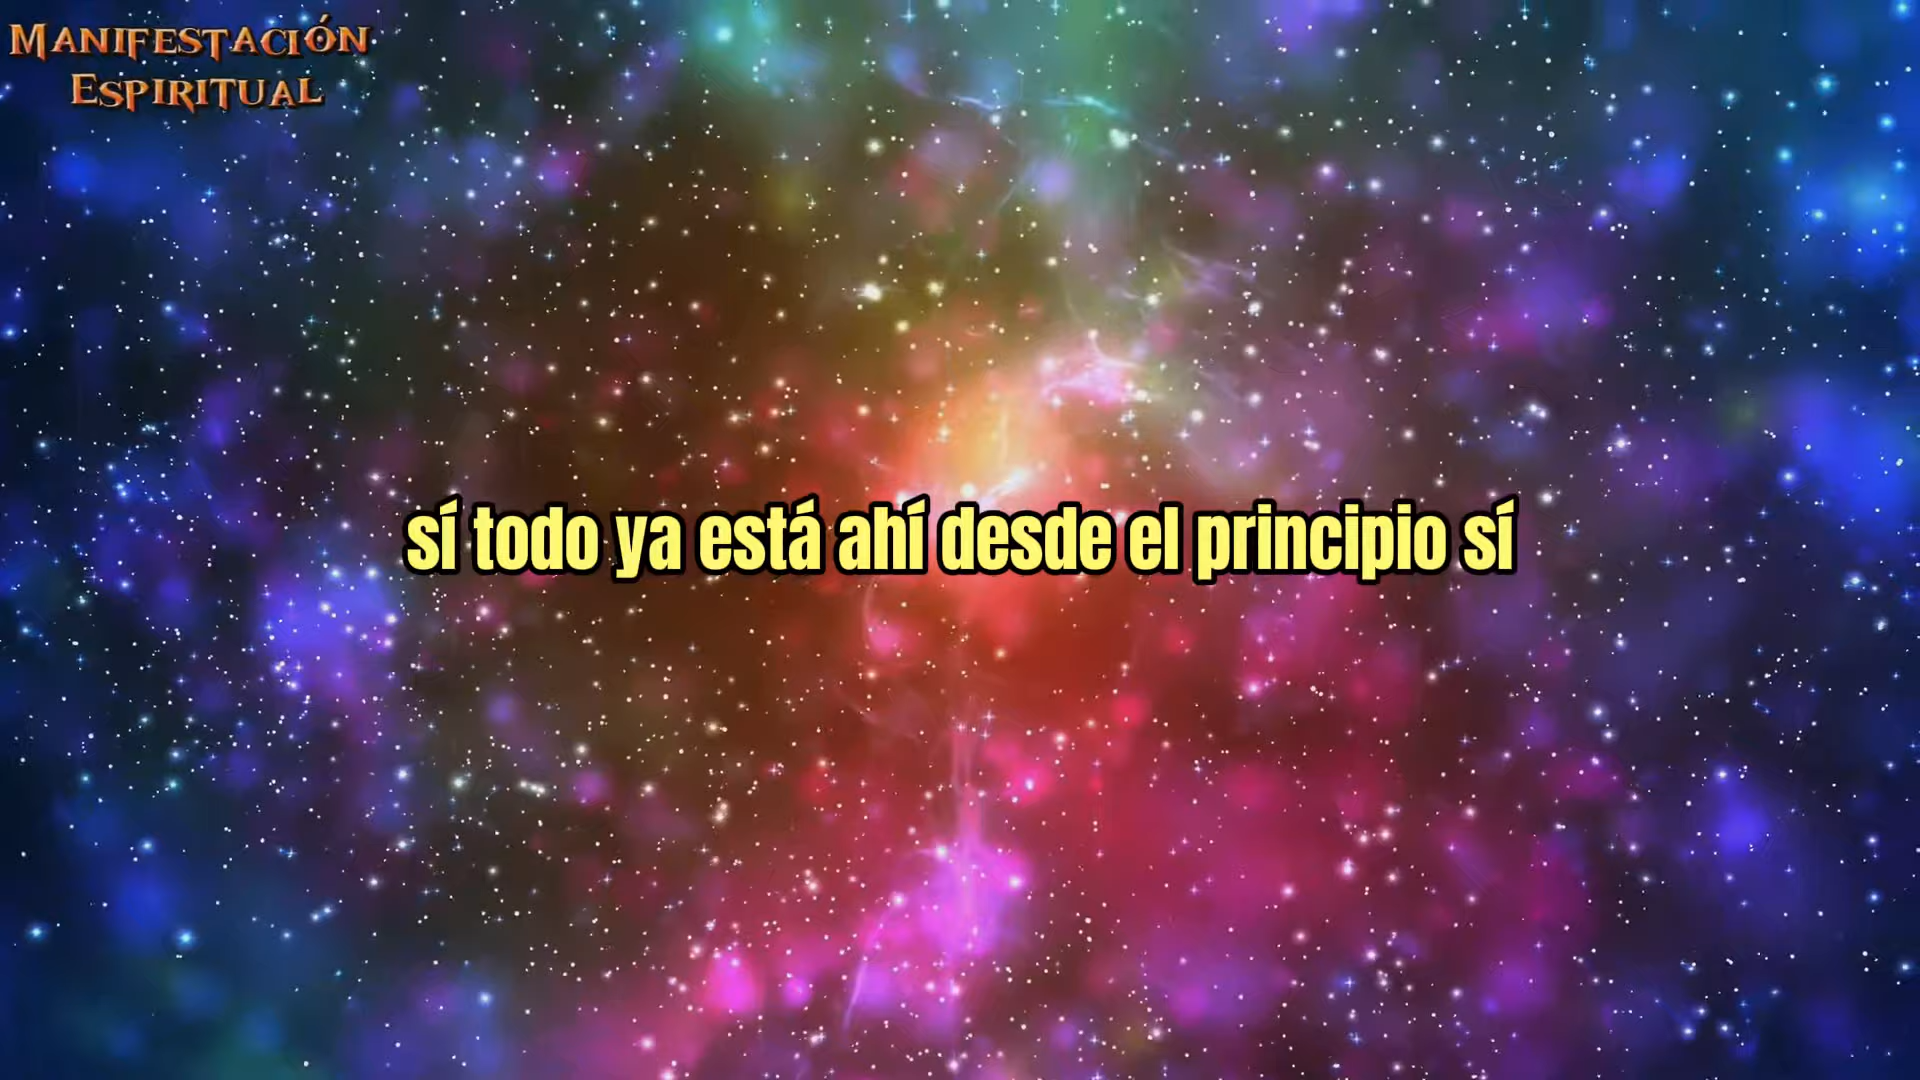 MANIFESTACIÓN
ESPIRITUAL
sí todo ya está ahí desde el principio sí